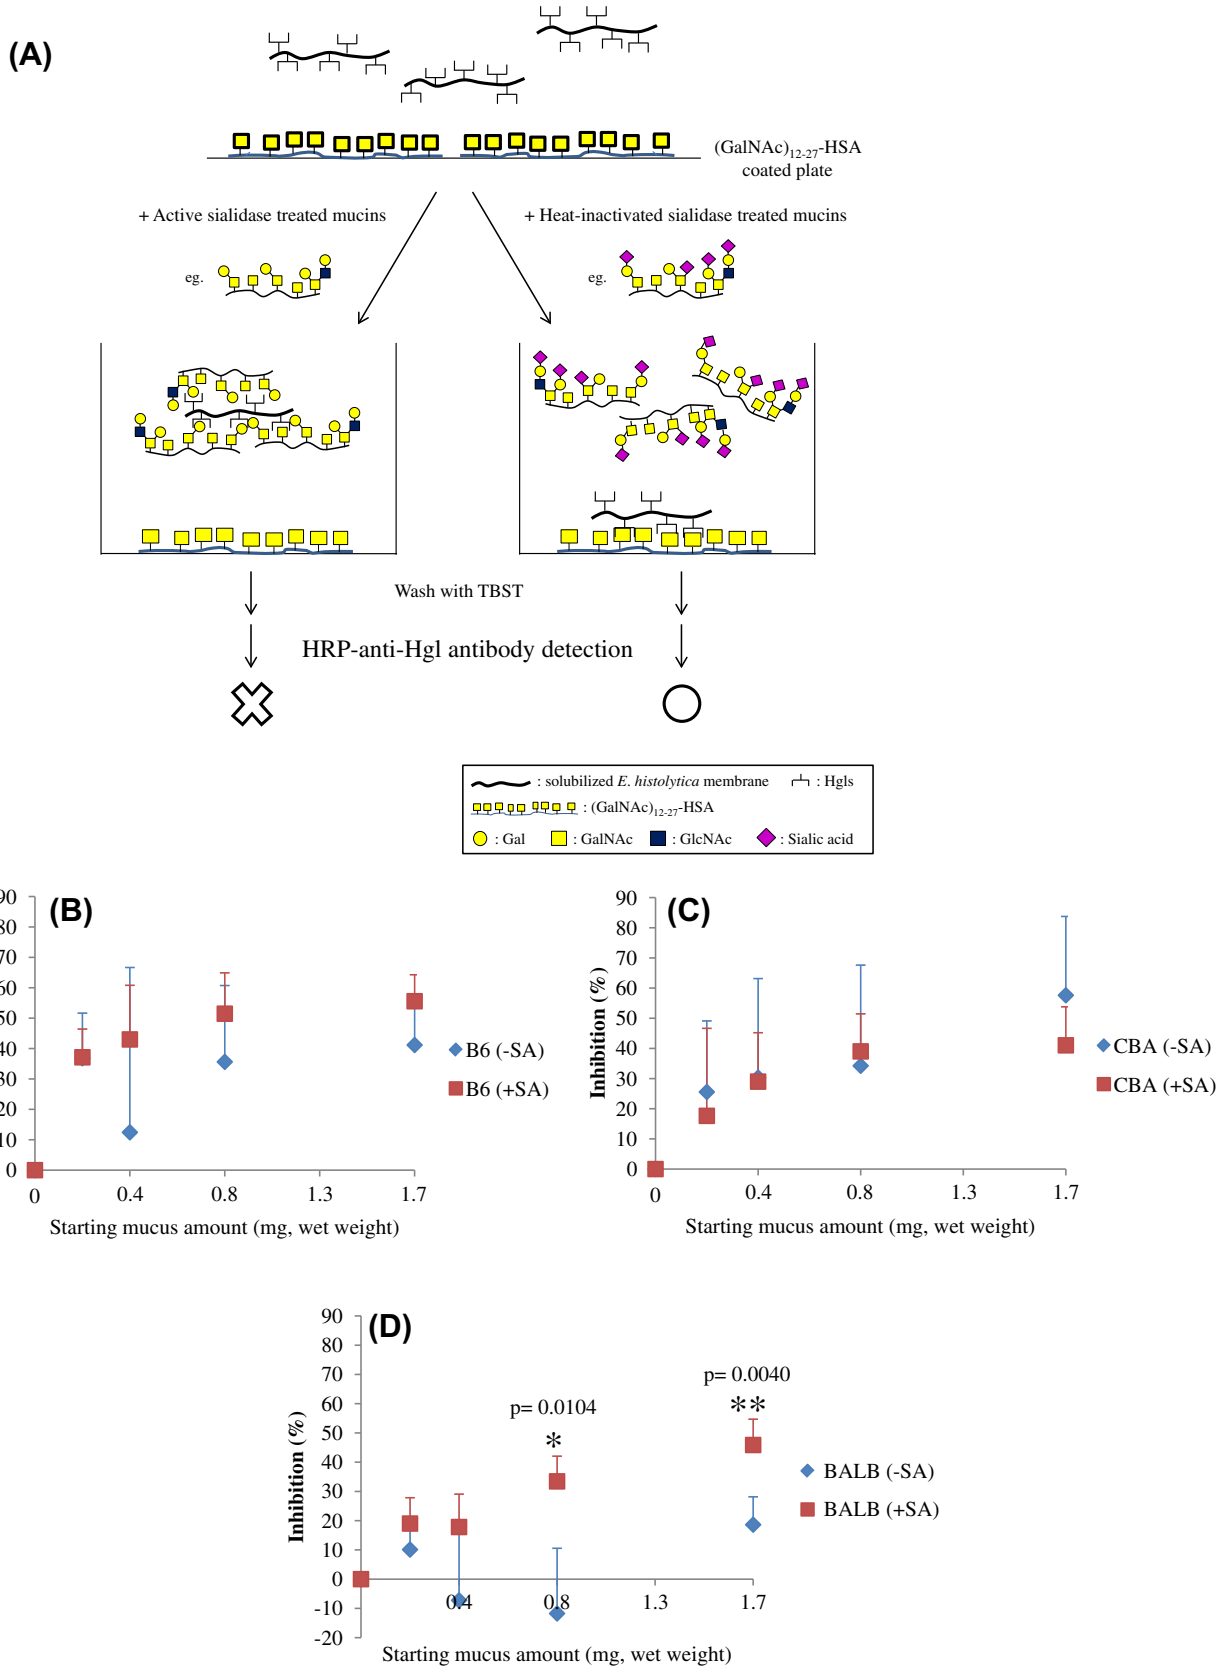 (A)
(GalNAc)12-27-HSA
coated plate
+ Active sialidase treated mucins
+ Heat-inactivated sialidase treated mucins
eg.
eg.
Wash with TBST
HRP-anti-Hgl antibody detection
: solubilized E. histolytica membrane
: Hgls
: (GalNAc)12-27-HSA
: Gal
: GalNAc
: GlcNAc
: Sialic acid
(B)
90
80
70
60
50
40
30
20
10
0
0
0.4
0.8
1.3
1.7
Starting mucus amount (mg, wet weight)
B6 (-SA)
B6 (+SA)
(C)
Inhibition (%)
90
80
70
60
50
40
30
20
10
0
0
0.4
0.8
1.3
1.7
Starting mucus amount (mg, wet weight)
CBA (-SA)
CBA (+SA)
(D)
Inhibition (%)
90
80
70
60
50
40
30
20
10
0
-10
-20
0.4
0.8
1.3
1.7
p= 0.0104
*
p= 0.0040
**
Starting mucus amount (mg, wet weight)
BALB (-SA)
BALB (+SA)